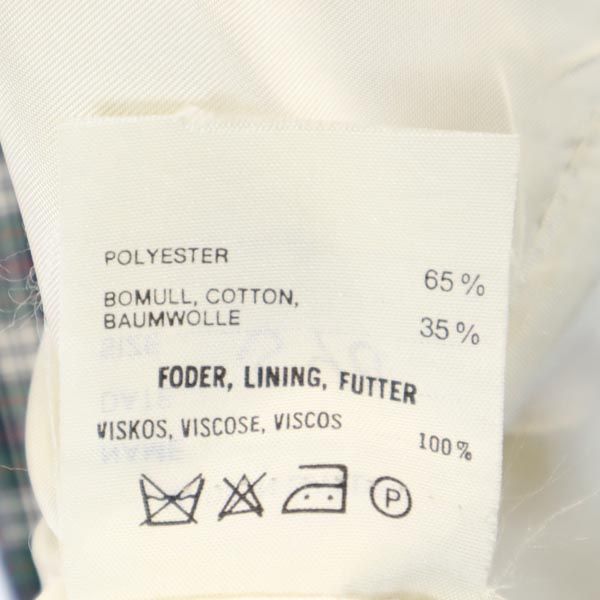 POLYESTER 65%
BOMULL, COTTON,
BAUMWOLLE 35%
FODER, LINING, FUTTER
VISKOS, VISCOSE, VISCOS 100%
P